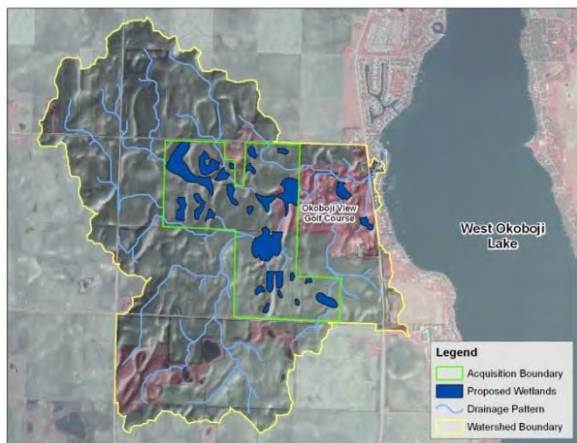 Okoboji View
Golf Course
West Okoboji
Lake
Legend
Acquisition Boundary
Proposed Wetlands
Drainage Pattern
Watershed Boundary